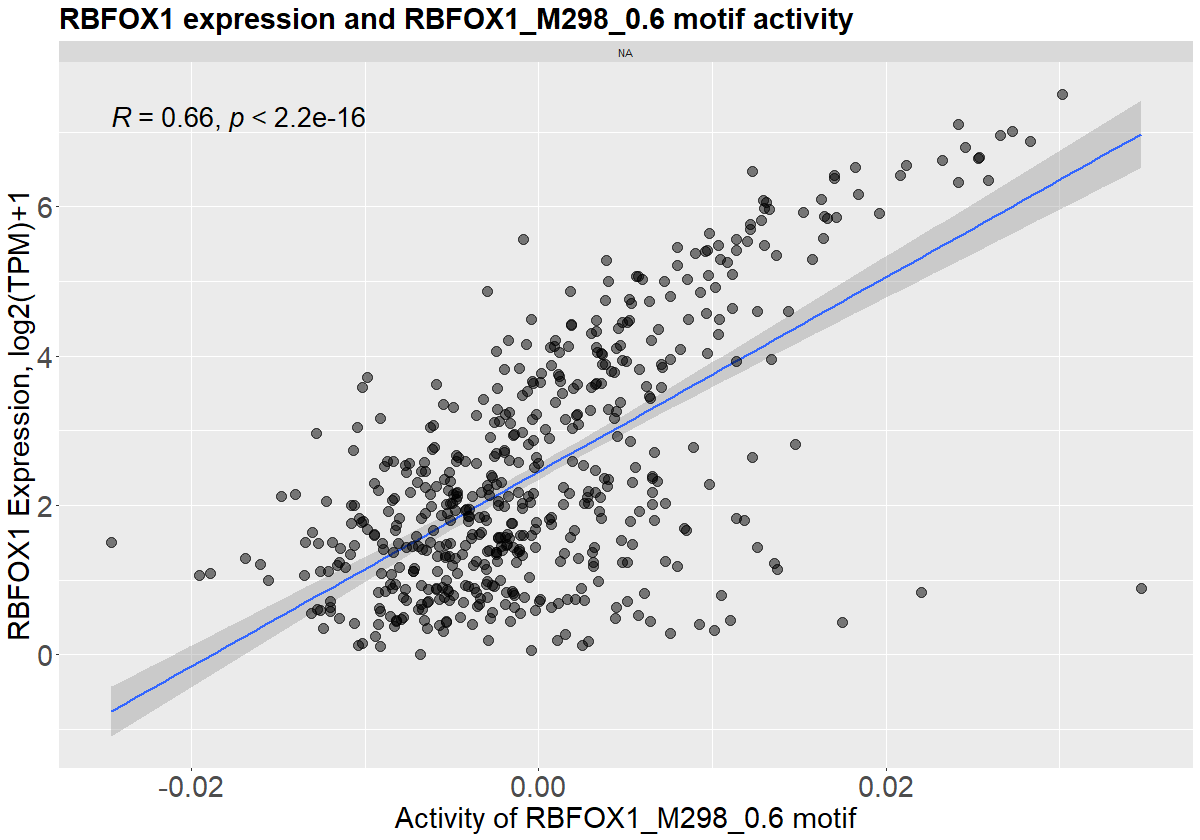 RBFOX1 expression and RBFOX1_M298_0.6 motif activity
NA
R = 0.66, p < 2.2e-16
RBFOX1 Expression, log2(TPM)+1
6
4
2
0
-0.02
0.00
0.02
Activity of RBFOX1_M298_0.6 motif